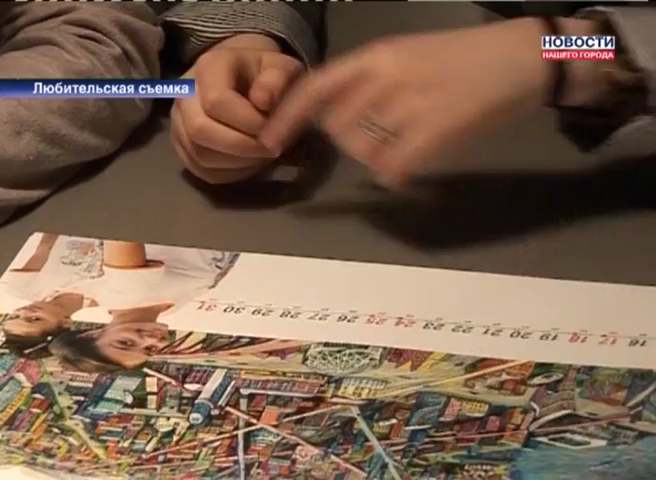 НОВОСТИ
НАШЕГО ГОРОДА
Любительская съемка
16 17 18 19 20 21 22 23 24 25 26 27 28 29 30 31